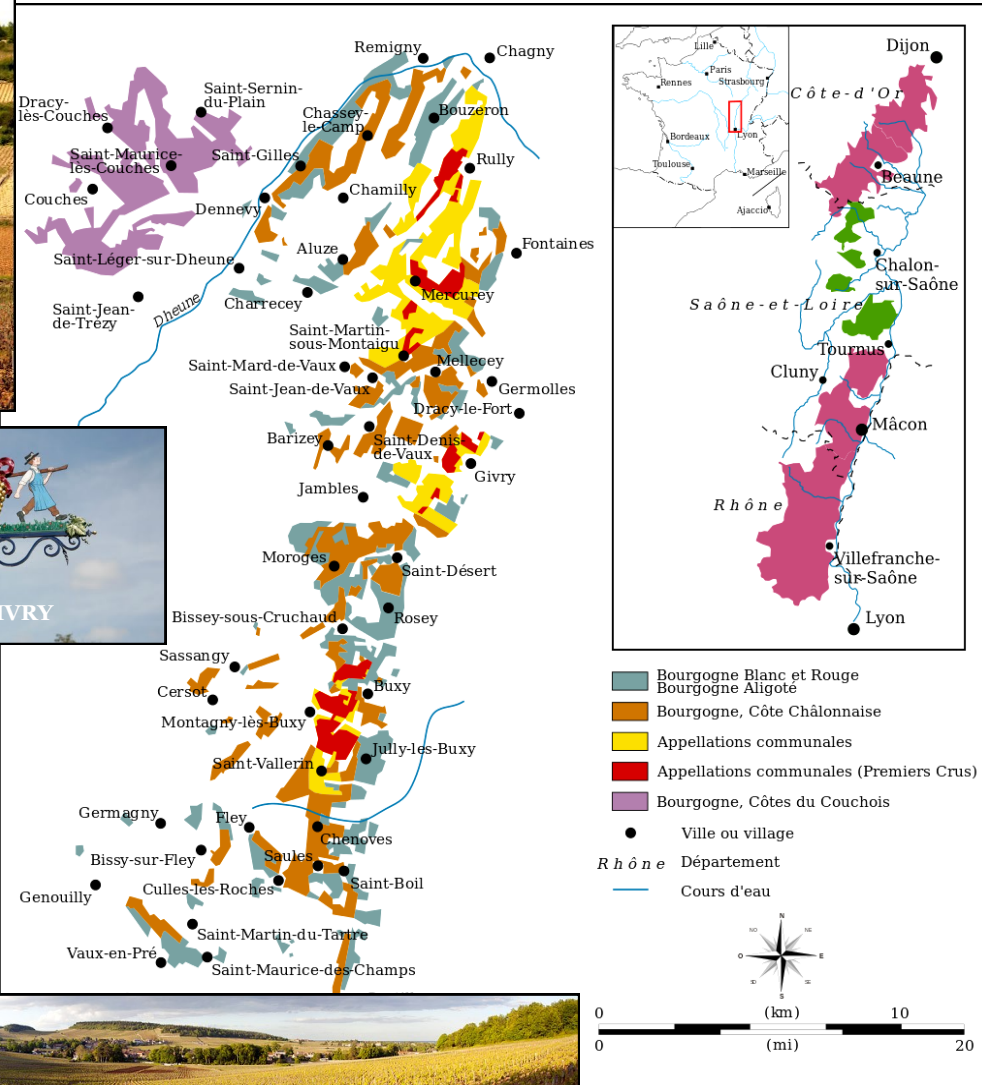 Remigny
Chagny
Saint-Sernin-
du-Plain
Dracy-
lès-Couches
Chassey-
le-Camp
Bouzeron
Saint-Maurice-
lès-Couches
Saint-Gilles
Rully
Couches
Chamilly
Dennevy
Aluze
Fontaines
Saint-Léger-sur-Dheune
Charrecey
Mercurey
Saint-Jean-
de-Trézy
Dheune
Saint-Martin-
sous-Montaigu
Saint-Mard-de-Vaux
Mellecey
Saint-Jean-de-Vaux
Germolles
Dracy-le-Fort
Barizey
Saint-Denis-
de-Vaux
Givry
Jambles
Moroges
Saint-Désert
Bissey-sous-Cruchaud
Rosey
IVRY
Sassangy
Cersot
Buxy
Montagny-lès-Buxy
Jully-les-Buxy
Saint-Vallerin
Germagny
Fley
Chenoves
Bissy-sur-Fley
Saules
Genouilly
Culles-les-Roches
Saint-Boil
Saint-Martin-du-Tartre
Vaux-en-Pré
Saint-Maurice-des-Champs
Lille
Paris
Rennes
Strasbourg
Lyon
Bordeaux
Toulouse
Marseille
Ajaccio
Dijon
Côte-d'Or
Beaune
Chalon-
sur-Saône
Saône-et-Loire
Tournus
Cluny
Mâcon
Rhône
Villefranche-
sur-Saône
Lyon
Bourgogne Blanc et Rouge
Bourgogne Aligoté
Bourgogne, Côte Châlonnaise
Appellations communales
Appellations communales (Premiers Crus)
Bourgogne, Côtes du Couchois
Ville ou village
Rhône Département
Cours d'eau
N
NO NE
O E
SO SE
S
0 (km) 10
0 (mi) 20